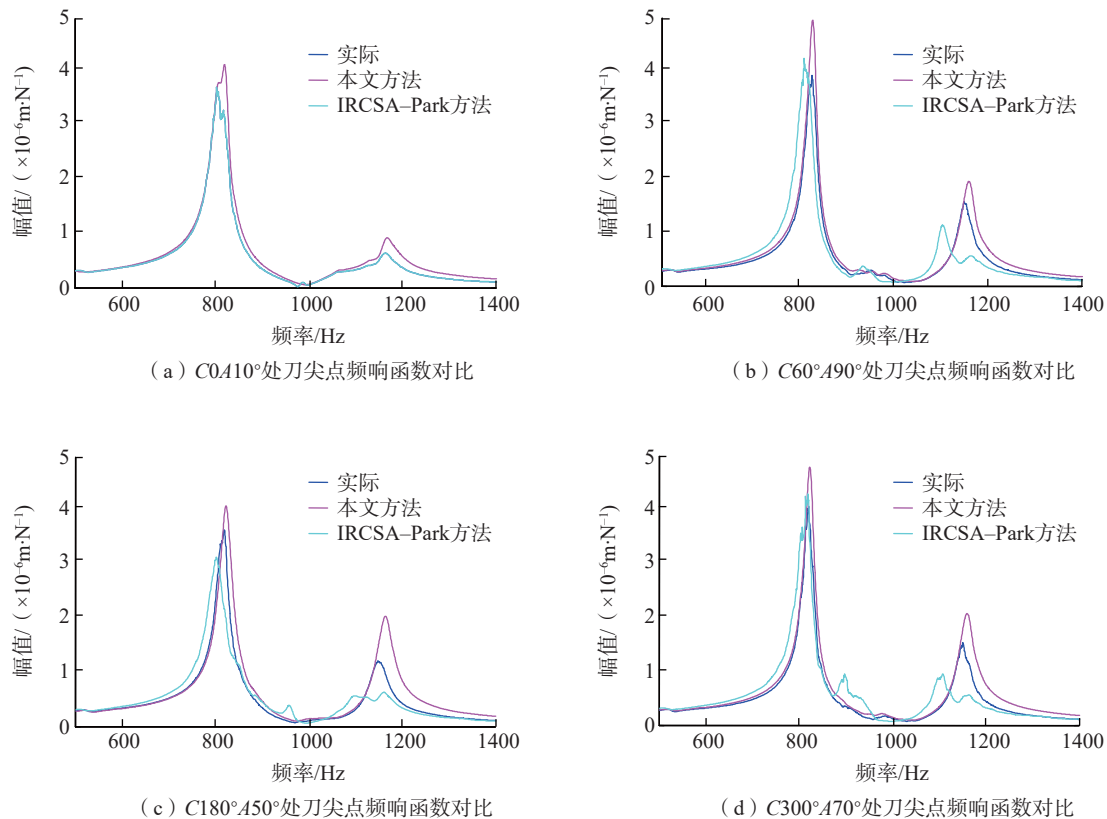 5
4
3
2
1
0
幅值/（×10⁻⁶m·N⁻¹）
实际
本文方法
IRCSA–Park方法
600
800
1000
1200
1400
频率/Hz
（a）C0A10°处刀尖点频响函数对比
5
4
3
2
1
0
幅值/（×10⁻⁶m·N⁻¹）
实际
本文方法
IRCSA–Park方法
600
800
1000
1200
1400
频率/Hz
（b）C60°A90°处刀尖点频响函数对比
5
4
3
2
1
0
幅值/（×10⁻⁶m·N⁻¹）
实际
本文方法
IRCSA–Park方法
600
800
1000
1200
1400
频率/Hz
（c）C180°A50°处刀尖点频响函数对比
5
4
3
2
1
0
幅值/（×10⁻⁶m·N⁻¹）
实际
本文方法
IRCSA–Park方法
600
800
1000
1200
1400
频率/Hz
（d）C300°A70°处刀尖点频响函数对比